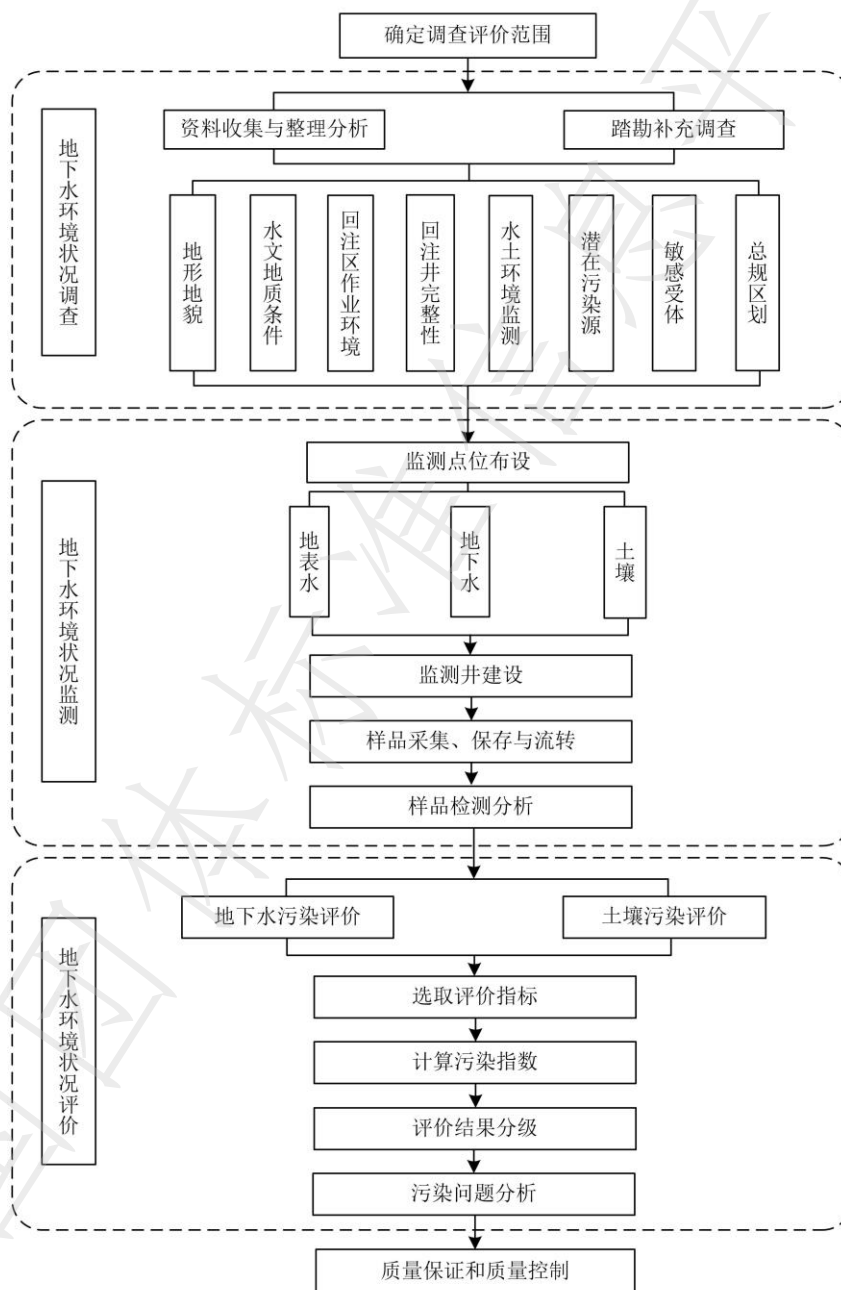 确定调查评价范围
地下水环境状况调查
资料收集与整理分析
踏勘补充调查
地形地貌
水文地质条件
回注区作业环境
回注井完整性
水土环境监测
潜在污染源
敏感受体
总规区划
地下水环境状况监测
监测点位布设
地表水
地下水
土壤
监测井建设
样品采集、保存与流转
样品检测分析
地下水环境状况评价
地下水污染评价
土壤污染评价
选取评价指标
计算污染指数
评价结果分级
污染问题分析
质量保证和质量控制
国团体标准信息平